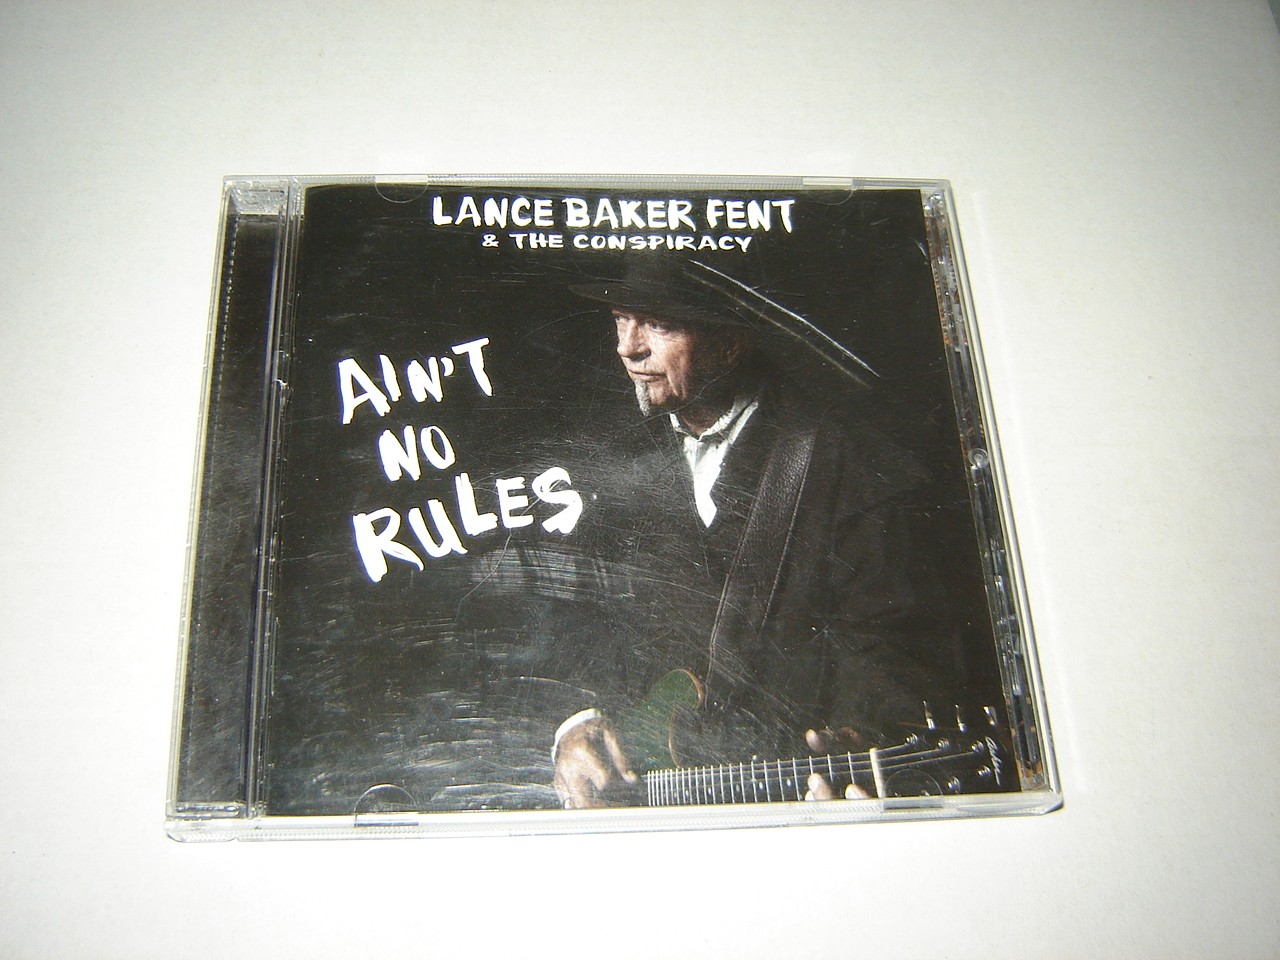 LANCE BAKER FENT
& THE CONSPIRACY
AIN'T
NO
RULES